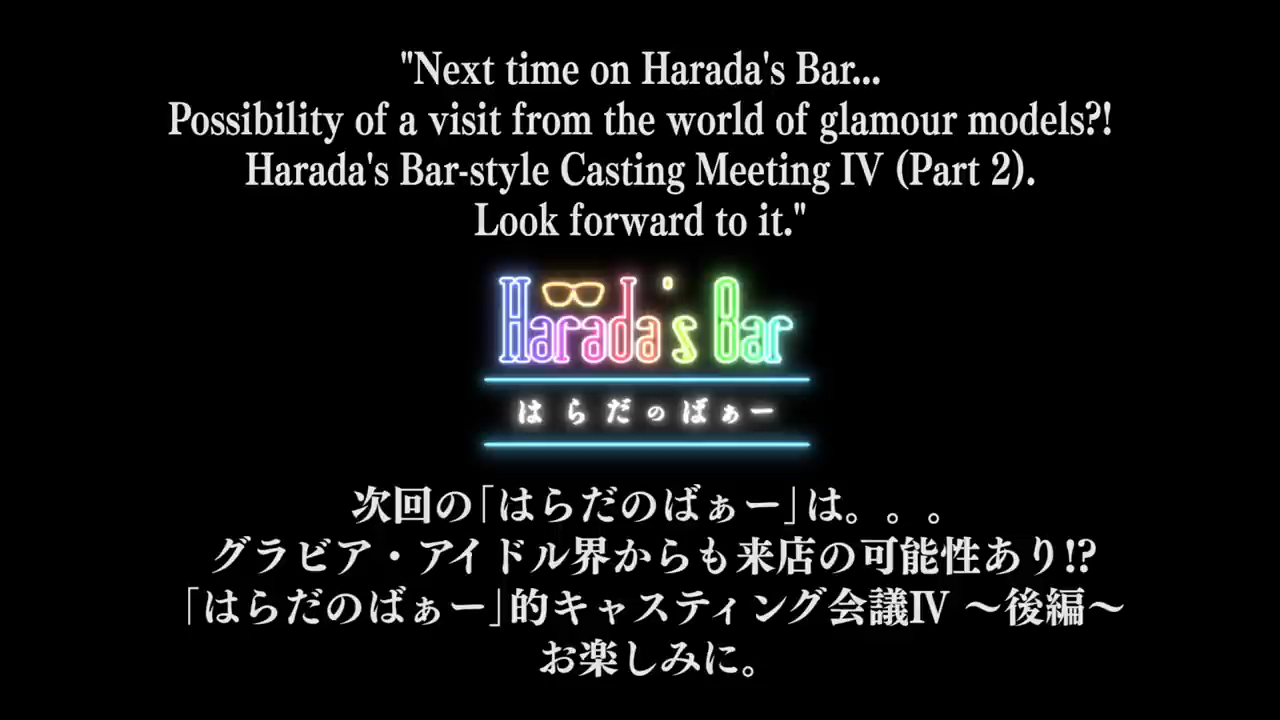 "Next time on Harada's Bar...
Possibility of a visit from the world of glamour models?!
Harada's Bar-style Casting Meeting IV (Part 2).
Look forward to it."
Harada's Bar
はらだのばぁー
次回の「はらだのばぁー」は。。。
グラビア・アイドル界からも来店の可能性あり!?
「はらだのばぁー」的キャスティング会議Ⅳ ～後編～
お楽しみに。